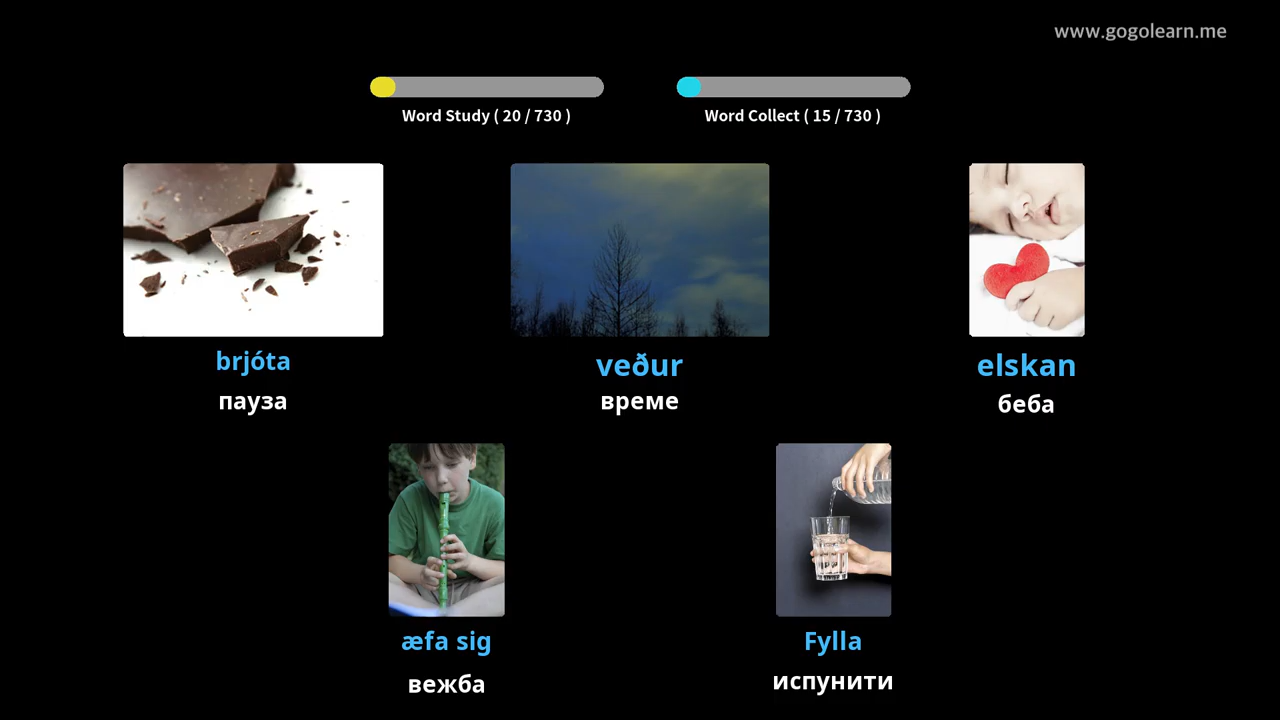 www.gogolearn.me
Word Study ( 20 / 730 )
Word Collect ( 15 / 730 )
brjóta
пауза
veður
време
elskan
беба
æfa sig
вежба
Fylla
испунити